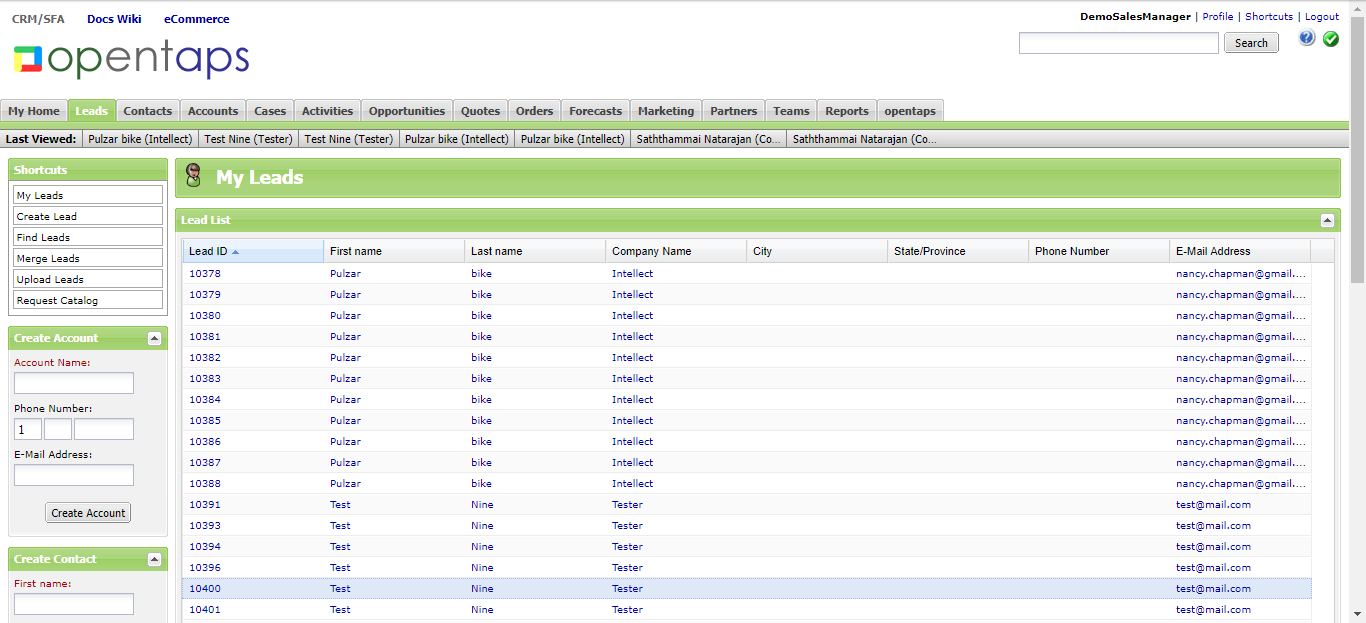 CRM/SFA Docs Wiki eCommerce
DemoSalesManager | Profile | Shortcuts | Logout
opentaps
Search
My Home Leads Contacts Accounts Cases Activities Opportunities Quotes Orders Forecasts Marketing Partners Teams Reports opentaps
Last Viewed: Pulzar bike (Intellect) Test Nine (Tester) Test Nine (Tester) Pulzar bike (Intellect) Pulzar bike (Intellect) Saththammai Natarajan (Co... Saththammai Natarajan (Co...
Shortcuts
My Leads
Create Lead
Find Leads
Merge Leads
Upload Leads
Request Catalog
Create Account
Account Name:
Phone Number:
1
E-Mail Address:
Create Account
Create Contact
First name:
My Leads
Lead List
Lead ID First name Last name Company Name City State/Province Phone Number E-Mail Address
10378 Pulzar bike Intellect nancy.chapman@gmail....
10379 Pulzar bike Intellect nancy.chapman@gmail....
10380 Pulzar bike Intellect nancy.chapman@gmail....
10381 Pulzar bike Intellect nancy.chapman@gmail....
10382 Pulzar bike Intellect nancy.chapman@gmail....
10383 Pulzar bike Intellect nancy.chapman@gmail....
10384 Pulzar bike Intellect nancy.chapman@gmail....
10385 Pulzar bike Intellect nancy.chapman@gmail....
10386 Pulzar bike Intellect nancy.chapman@gmail....
10387 Pulzar bike Intellect nancy.chapman@gmail....
10388 Pulzar bike Intellect nancy.chapman@gmail....
10391 Test Nine Tester test@mail.com
10393 Test Nine Tester test@mail.com
10394 Test Nine Tester test@mail.com
10396 Test Nine Tester test@mail.com
10400 Test Nine Tester test@mail.com
10401 Test Nine Tester test@mail.com